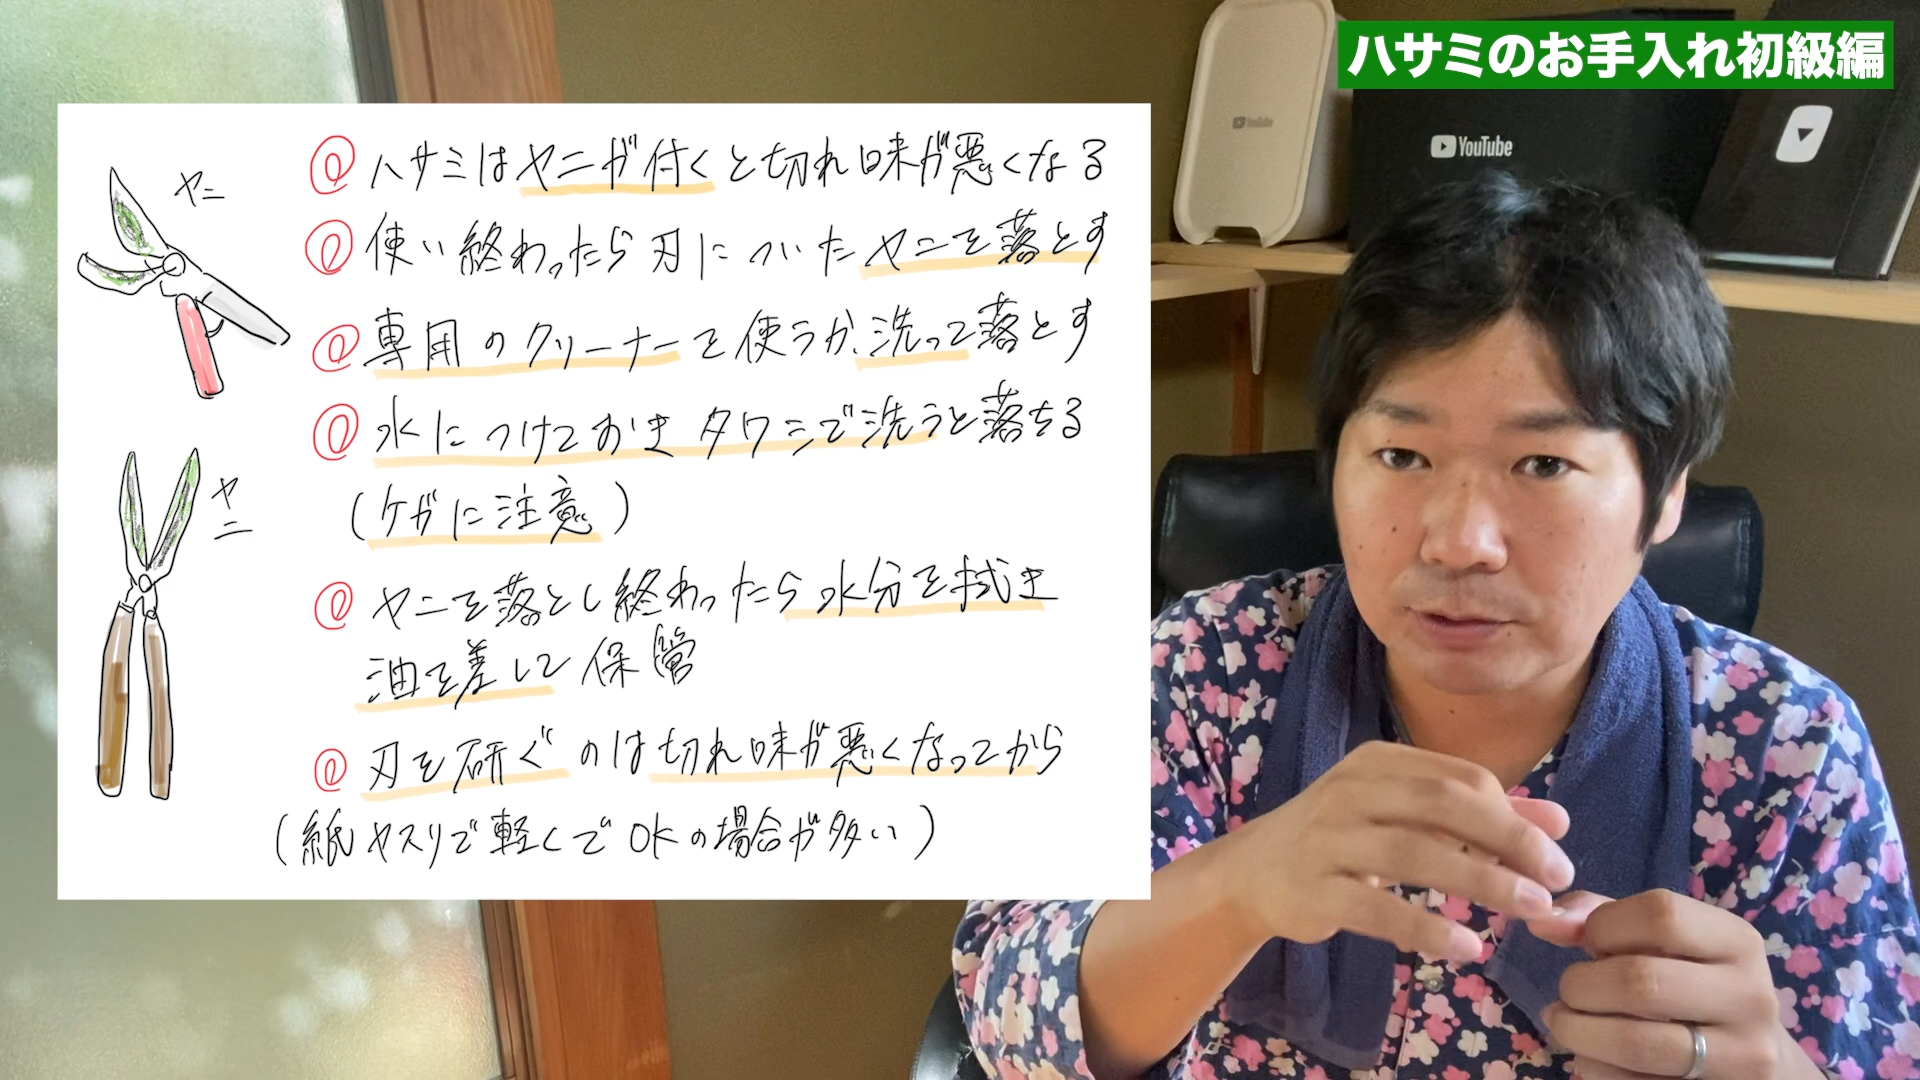 ハサミのお手入れ初級編
YouTube
YouTube
ヤニ
ヤニ
@ ハサミはヤニが付くと切れ味が悪くなる
@ 使い終わったら刃についたヤニを落とす
@ 専用のクリーナーを使うか、洗って落とす
@ 水につけておきタワシで洗うと落ちる
(ケガに注意)
@ ヤニを落とし終わったら水分を拭き
油を差して保管
@ 刃を研ぐのは切れ味が悪くなってから
(紙ヤスリで軽くでOKの場合が多い)